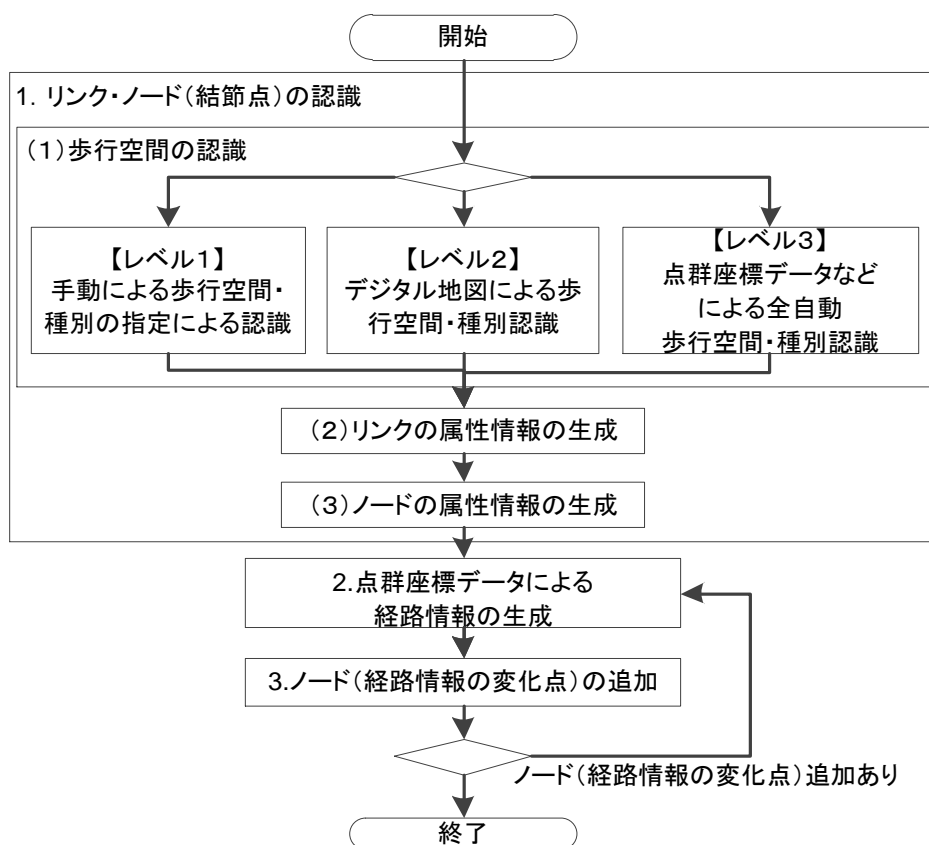 開始
1．リンク・ノード（結節点）の認識
（１）歩行空間の認識
【レベル１】
手動による歩行空間・
種別の指定による認識
【レベル２】
デジタル地図による歩
行空間・種別認識
【レベル３】
点群座標データなど
による全自動
歩行空間・種別認識
（２）リンクの属性情報の生成
（３）ノードの属性情報の生成
2.点群座標データによる
経路情報の生成
3.ノード（経路情報の変化点）の追加
ノード（経路情報の変化点）追加あり
終了